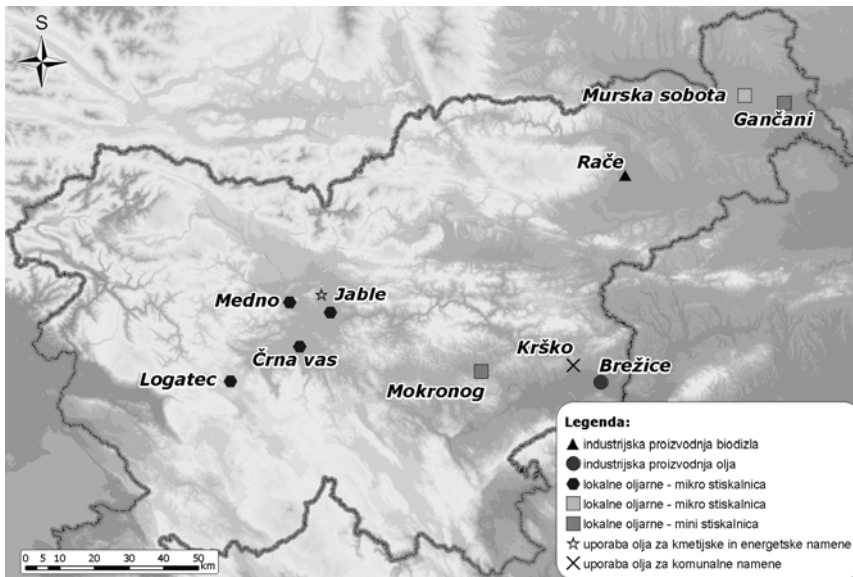 S
Murska sobota
Gančani
Rače
Medno
Jable
Črna vas
Logatec
Mokronog
Krško
Brežice
Legenda:
industrijska proizvodnja biodizla
industrijska proizvodnja olja
lokalne oljarne - mikro stiskalnica
lokalne oljarne - mikro stiskalnica
lokalne oljarne - mini stiskalnica
uporaba olja za kmetijske in energetske namene
uporaba olja za komunalne namene
0 5 10 20 30 40 50
km